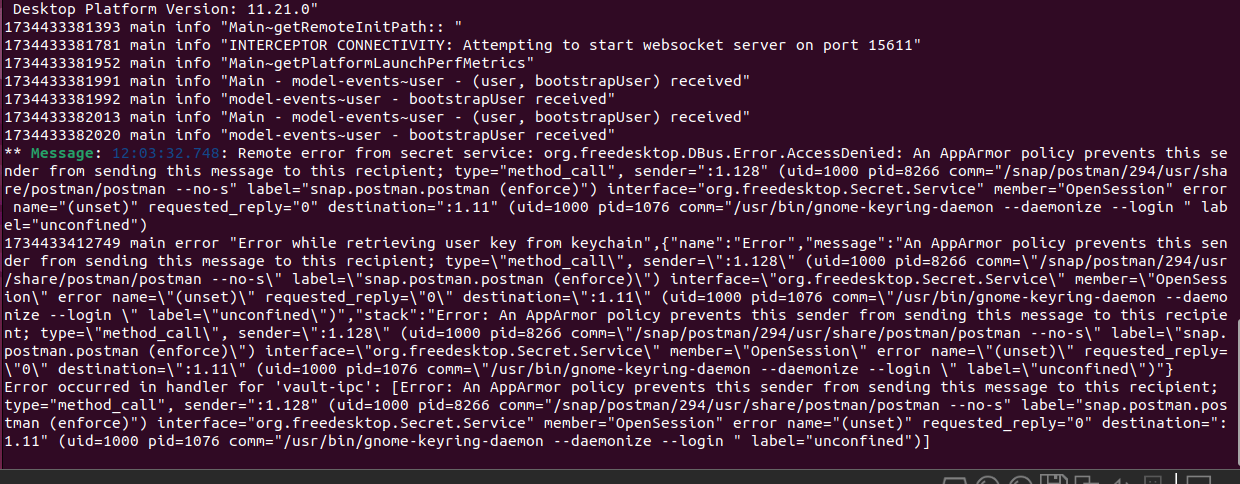 Desktop Platform Version: 11.21.0"
1734433381393 main info "Main~getRemoteInitPath:: "
1734433381781 main info "INTERCEPTOR CONNECTIVITY: Attempting to start websocket server on port 15611"
1734433381952 main info "Main~getPlatformLaunchPerfMetrics"
1734433381991 main info "Main - model-events~user - (user, bootstrapUser) received"
1734433381992 main info "model-events~user - bootstrapUser received"
1734433382013 main info "Main - model-events~user - (user, bootstrapUser) received"
1734433382020 main info "model-events~user - bootstrapUser received"
** Message: 12:03:32.748: Remote error from secret service: org.freedesktop.DBus.Error.AccessDenied: An AppArmor policy prevents this se
nder from sending this message to this recipient; type="method_call", sender=":1.128" (uid=1000 pid=8266 comm="/snap/postman/294/usr/sha
re/postman/postman --no-s" label="snap.postman.postman (enforce)") interface="org.freedesktop.Secret.Service" member="OpenSession" error
 name="(unset)" requested_reply="0" destination=":1.11" (uid=1000 pid=1076 comm="/usr/bin/gnome-keyring-daemon --daemonize --login " lab
el="unconfined")
1734433412749 main error "Error while retrieving user key from keychain",{"name":"Error","message":"An AppArmor policy prevents this sen
der from sending this message to this recipient; type=\"method_call\", sender=\":1.128\" (uid=1000 pid=8266 comm=\"/snap/postman/294/usr
/share/postman/postman --no-s\" label=\"snap.postman.postman (enforce)\") interface=\"org.freedesktop.Secret.Service\" member=\"OpenSess
ion\" error name=\"(unset)\" requested_reply=\"0\" destination=\":1.11\" (uid=1000 pid=1076 comm=\"/usr/bin/gnome-keyring-daemon --daemo
nize --login \" label=\"unconfined\")","stack":"Error: An AppArmor policy prevents this sender from sending this message to this recipie
nt; type=\"method_call\", sender=\":1.128\" (uid=1000 pid=8266 comm=\"/snap/postman/294/usr/share/postman/postman --no-s\" label=\"snap.
postman.postman (enforce)\") interface=\"org.freedesktop.Secret.Service\" member=\"OpenSession\" error name=\"(unset)\" requested_reply=
\"0\" destination=\":1.11\" (uid=1000 pid=1076 comm=\"/usr/bin/gnome-keyring-daemon --daemonize --login \" label=\"unconfined\")"}
Error occurred in handler for 'vault-ipc': [Error: An AppArmor policy prevents this sender from sending this message to this recipient;
type="method_call", sender=":1.128" (uid=1000 pid=8266 comm="/snap/postman/294/usr/share/postman/postman --no-s" label="snap.postman.pos
tman (enforce)") interface="org.freedesktop.Secret.Service" member="OpenSession" error name="(unset)" requested_reply="0" destination=":
1.11" (uid=1000 pid=1076 comm="/usr/bin/gnome-keyring-daemon --daemonize --login " label="unconfined")]